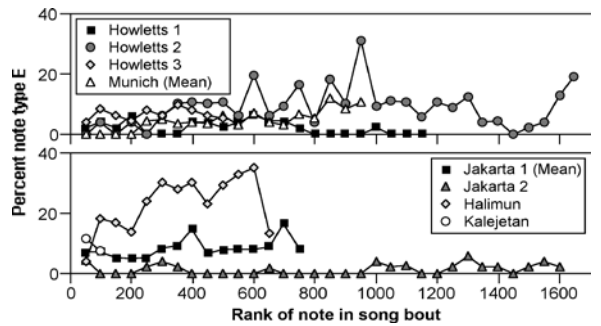 Percent note type E
40
20
0
Howletts 1
Howletts 2
Howletts 3
Munich (Mean)
40
20
0
Jakarta 1 (Mean)
Jakarta 2
Halimun
Kalejetan
0 200 400 600 800 1000 1200 1400 1600
Rank of note in song bout